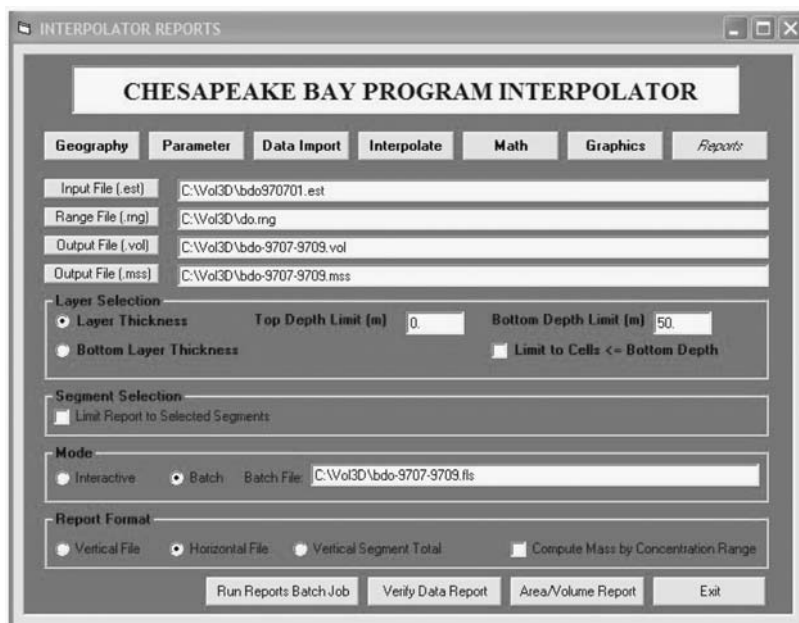 INTERPOLATOR REPORTS
CHESAPEAKE BAY PROGRAM INTERPOLATOR
Geography Parameter Data Import Interpolate Math Graphics Reports
Input File (.est) C:\Vol3D\bdo970701.est
Range File (.rng) C:\Vol3D\do.rng
Output File (.vol) C:\Vol3D\bdo-9707-9709.vol
Output File (.mss) C:\Vol3D\bdo-9707-9709.mss
Layer Selection
Layer Thickness Top Depth Limit (m) 0. Bottom Depth Limit (m) 50.
Bottom Layer Thickness Limit to Cells <= Bottom Depth
Segment Selection
Limit Report to Selected Segments
Mode
Interactive Batch Batch File: C:\Vol3D\bdo-9707-9709.fls
Report Format
Vertical File Horizontal File Vertical Segment Total Compute Mass by Concentration Range
Run Reports Batch Job Verify Data Report Area/Volume Report Exit